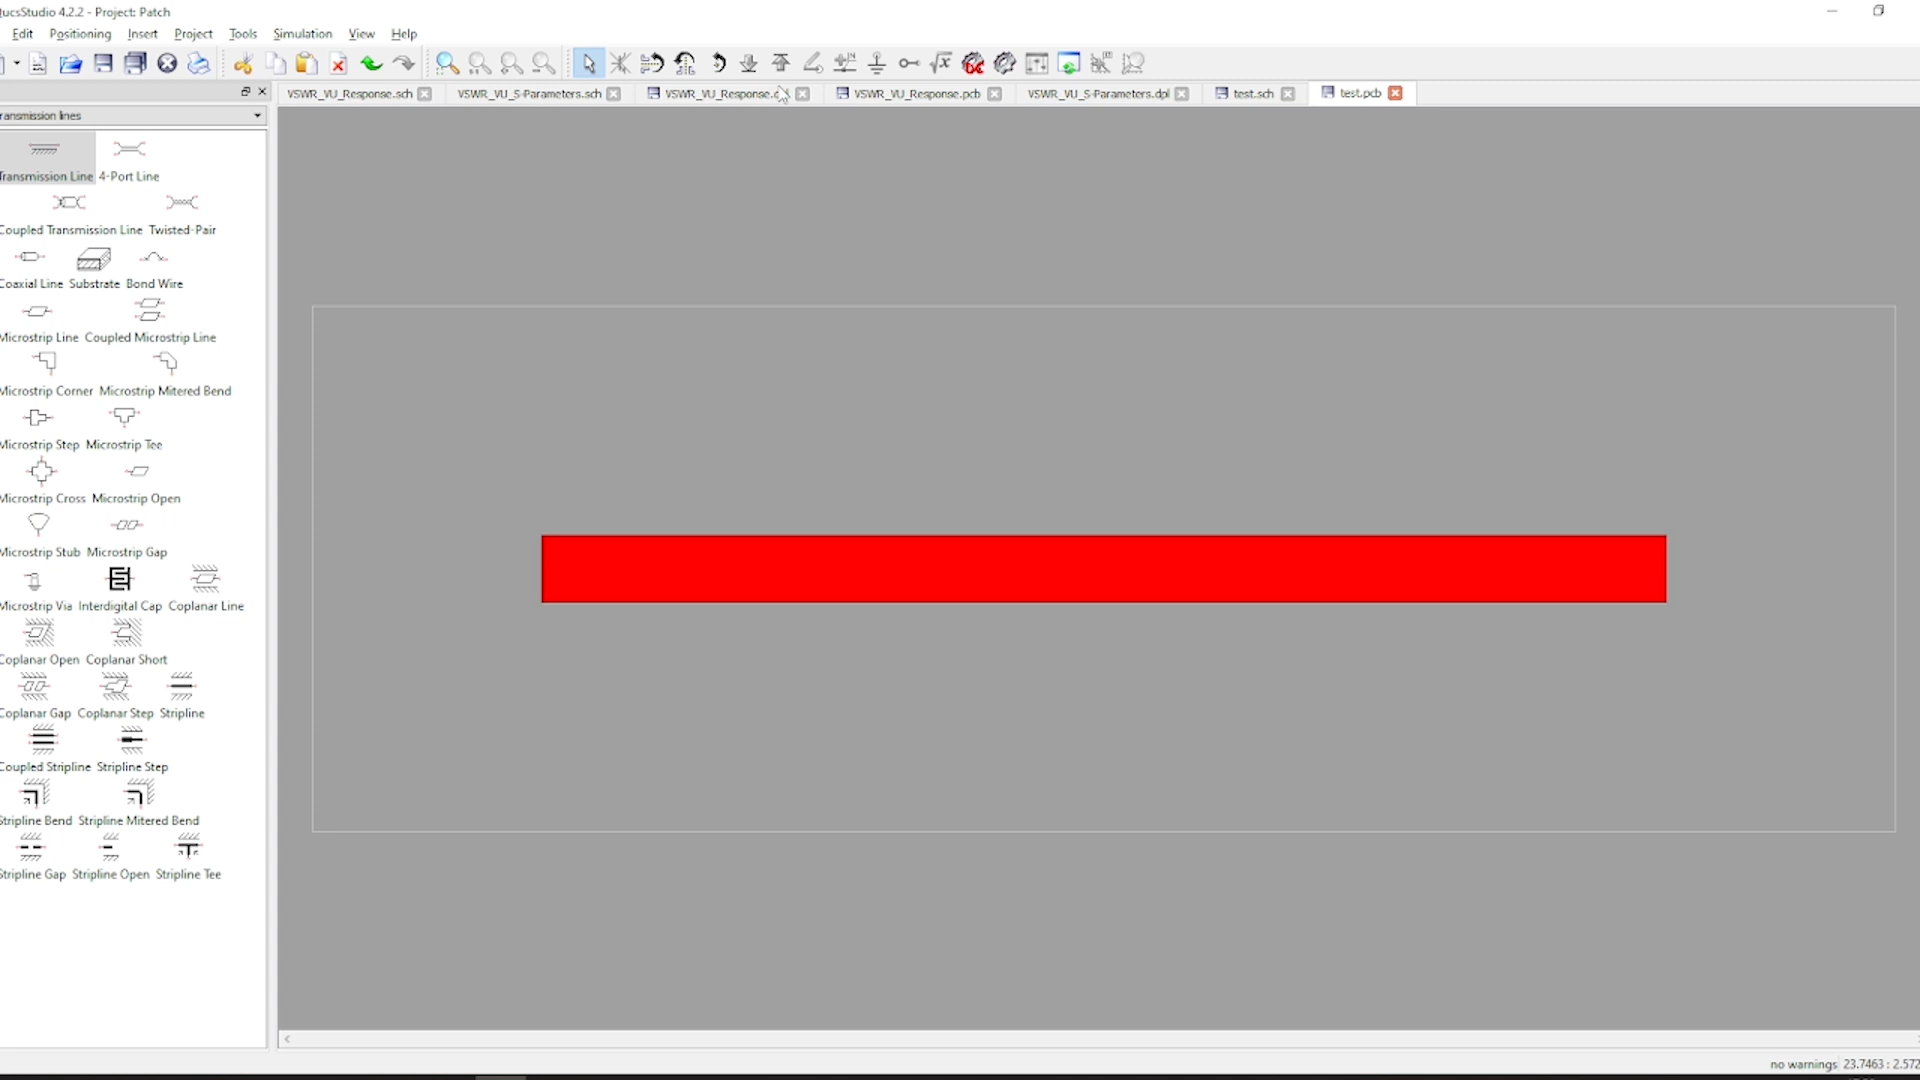 ucsStudio 4.2.2 - Project: Patch
Edit Positioning Insert Project Tools Simulation View Help
VSWR_VU_Response.sch VSWR_VU_S-Parameters.sch VSWR_VU_Response.d VSWR_VU_Response.pcb VSWR_VU_S-Parameters.dpl test.sch test.pcb
ransmission lines
Transmission Line 4-Port Line
Coupled Transmission Line Twisted-Pair
Coaxial Line Substrate Bond Wire
Microstrip Line Coupled Microstrip Line
Microstrip Corner Microstrip Mitered Bend
Microstrip Step Microstrip Tee
Microstrip Cross Microstrip Open
Microstrip Stub Microstrip Gap
Microstrip Via Interdigital Cap Coplanar Line
Coplanar Open Coplanar Short
Coplanar Gap Coplanar Step Stripline
Coupled Stripline Stripline Step
Stripline Bend Stripline Mitered Bend
Stripline Gap Stripline Open Stripline Tee
no warnings 23.7463 : 2.572